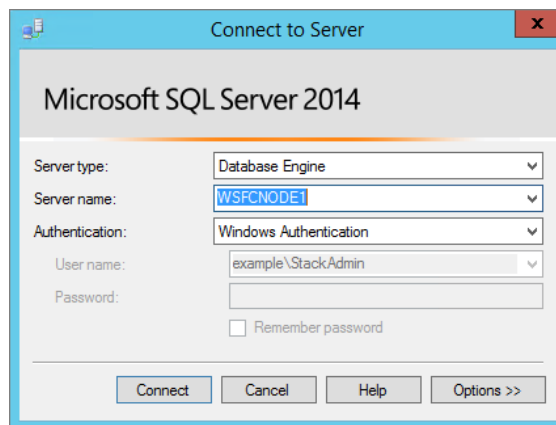 Connect to Server
x
Microsoft SQL Server 2014
Server type: Database Engine
Server name: WSFCNODE1
Authentication: Windows Authentication
User name: example\StackAdmin
Password:
Remember password
Connect Cancel Help Options >>